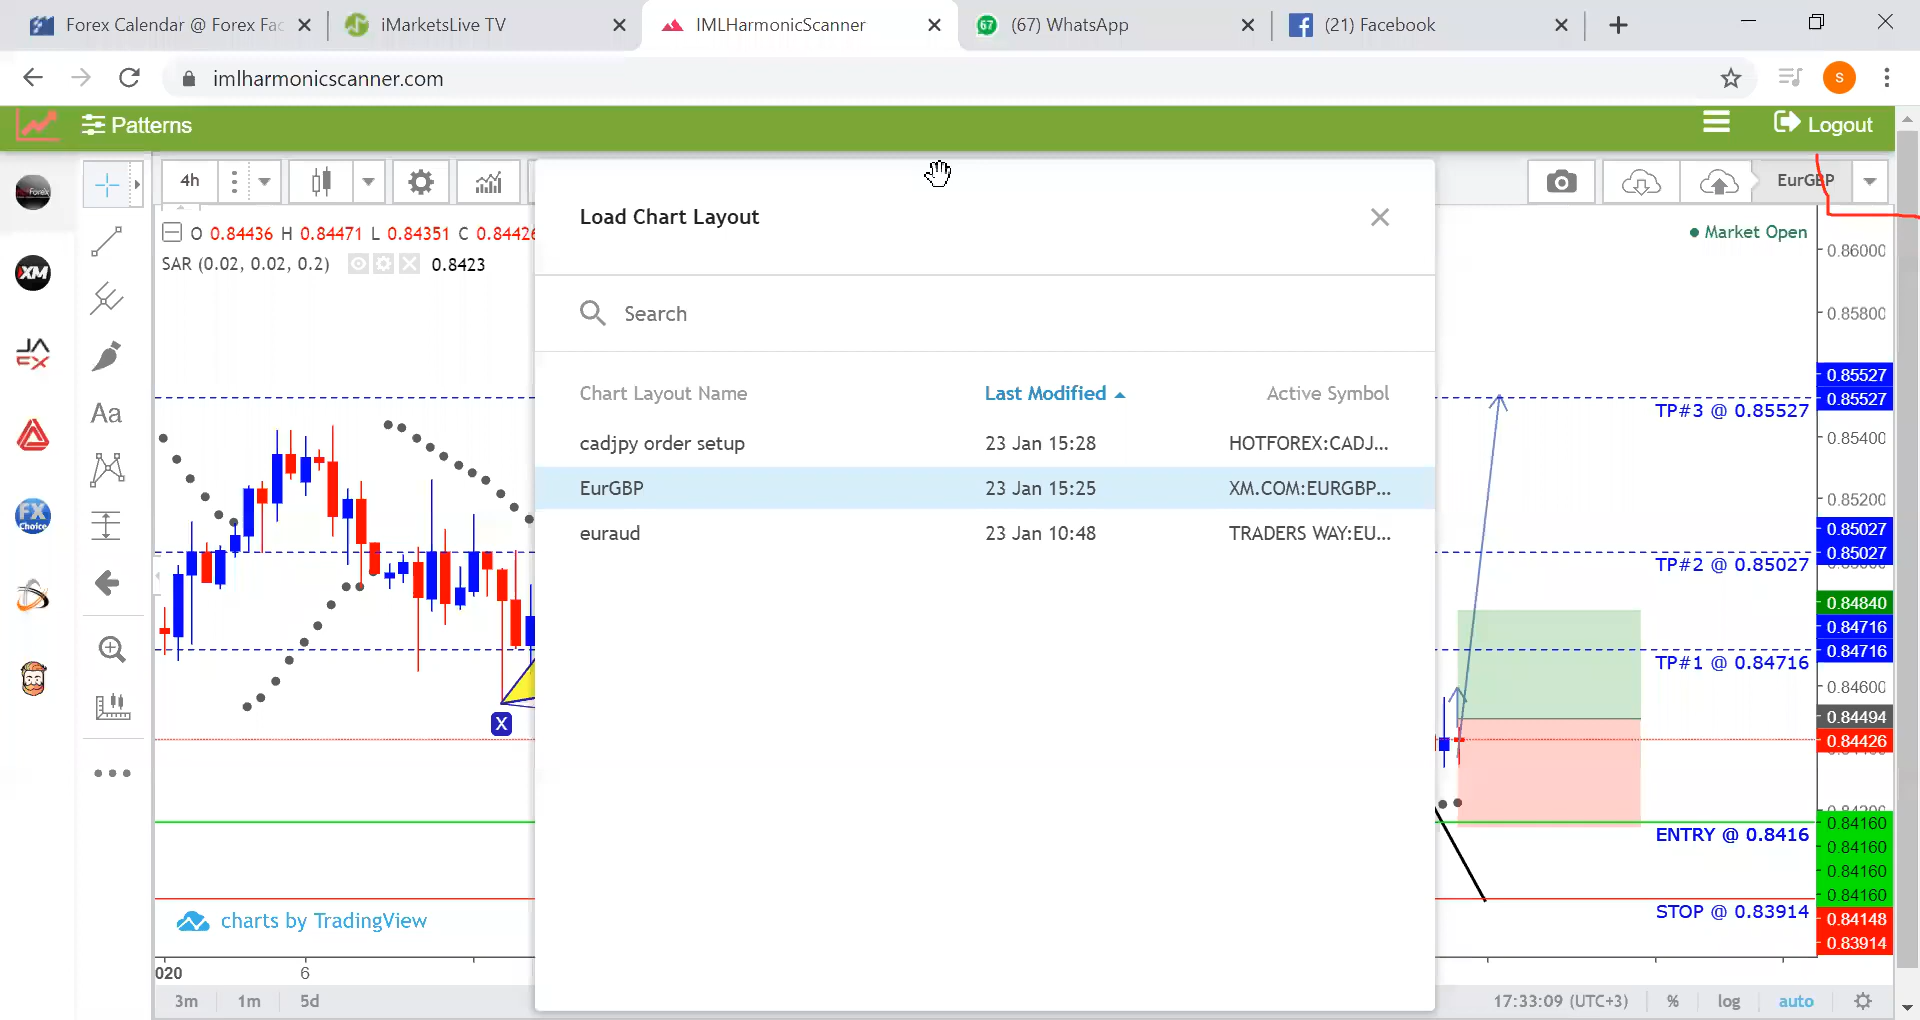 Forex Calendar @ Forex Fac
iMarketsLive TV
IMLHarmonicScanner
67
(67) WhatsApp
(21) Facebook
imlharmonicscanner.com
S
Patterns
Logout
4h
EurGBP
O 0.84436 H 0.84471 L 0.84351 C 0.84426
SAR (0.02, 0.02, 0.2) 0.8423
Market Open
Load Chart Layout
Search
Chart Layout Name Last Modified Active Symbol
cadjpy order setup 23 Jan 15:28 HOTFOREX:CADJ...
EurGBP 23 Jan 15:25 XM.COM:EURGBP...
euraud 23 Jan 10:48 TRADERS WAY:EU...
Forex
XM
JAFX
Aa
FX
Choice
X
0.86000
0.85800
0.85527
0.85527
TP#3 @ 0.85527
0.85400
0.85200
0.85027
0.85027
TP#2 @ 0.85027
0.84840
0.84716
0.84716
TP#1 @ 0.84716
0.84600
0.84494
0.84426
0.84160
ENTRY @ 0.8416
0.84160
0.84160
0.84160
STOP @ 0.83914
0.84148
0.83914
charts by TradingView
020 6
3m 1m 5d
17:33:09 (UTC+3) % log auto